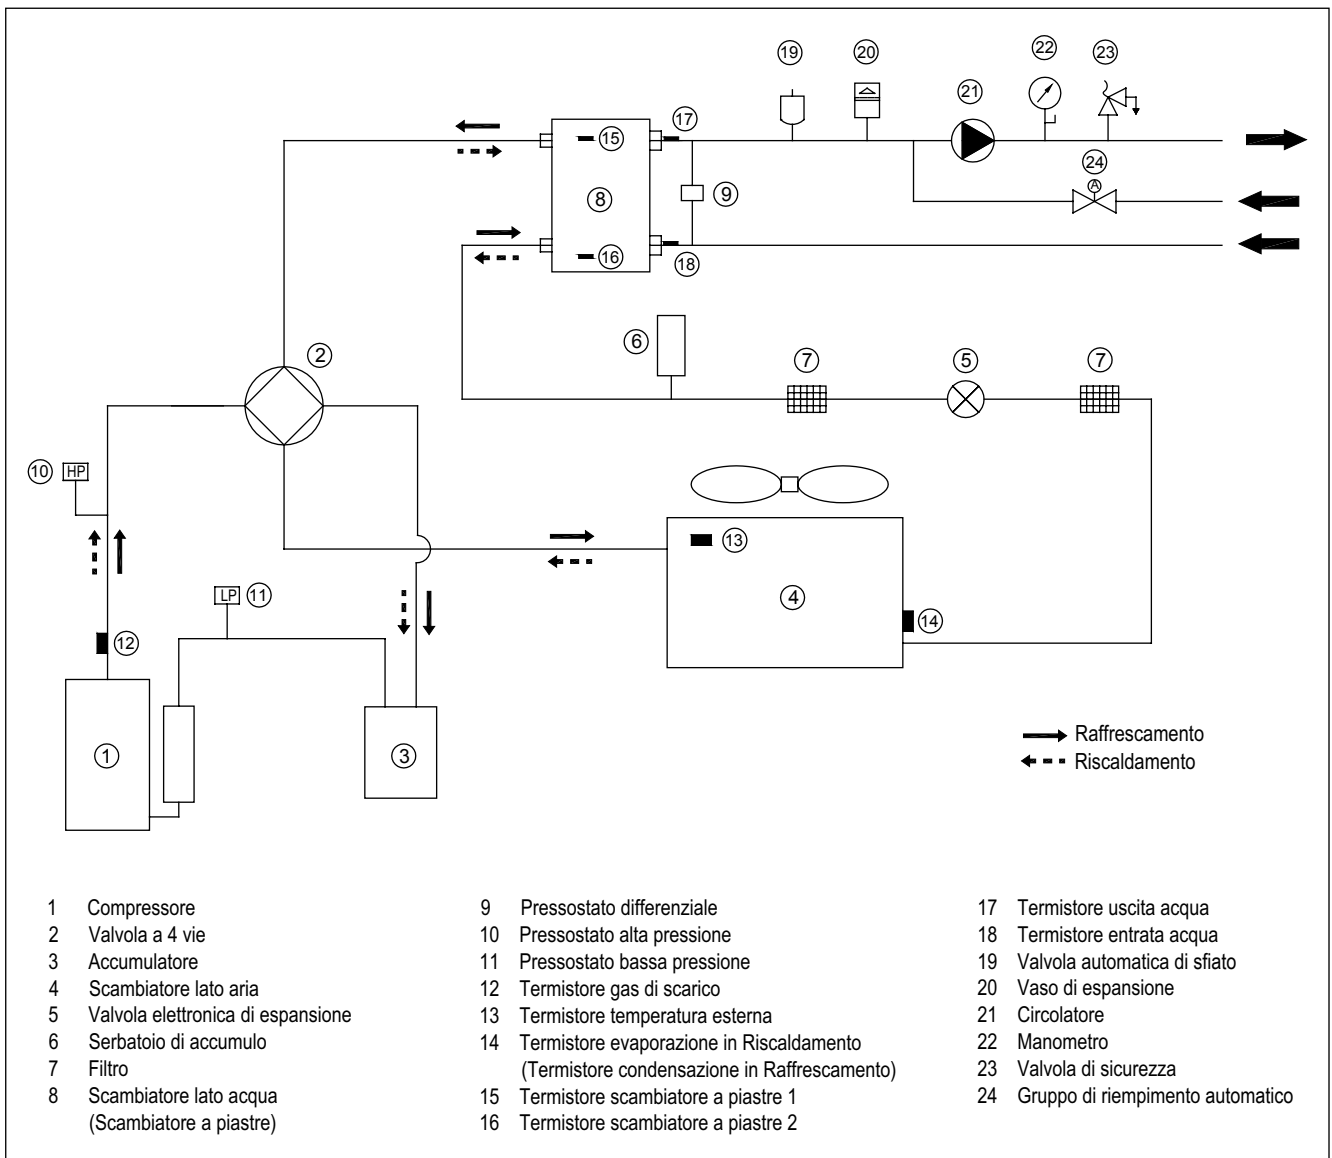 19
20
21
22
23
17
15
24
9
8
16
18
6
2
7
5
7
10 HP
13
LP 11
4
14
12
1
3
Raffrescamento
Riscaldamento
A
1 Compressore
2 Valvola a 4 vie
3 Accumulatore
4 Scambiatore lato aria
5 Valvola elettronica di espansione
6 Serbatoio di accumulo
7 Filtro
8 Scambiatore lato acqua
(Scambiatore a piastre)
9 Pressostato differenziale
10 Pressostato alta pressione
11 Pressostato bassa pressione
12 Termistore gas di scarico
13 Termistore temperatura esterna
14 Termistore evaporazione in Riscaldamento
(Termistore condensazione in Raffrescamento)
15 Termistore scambiatore a piastre 1
16 Termistore scambiatore a piastre 2
17 Termistore uscita acqua
18 Termistore entrata acqua
19 Valvola automatica di sfiato
20 Vaso di espansione
21 Circolatore
22 Manometro
23 Valvola di sicurezza
24 Gruppo di riempimento automatico